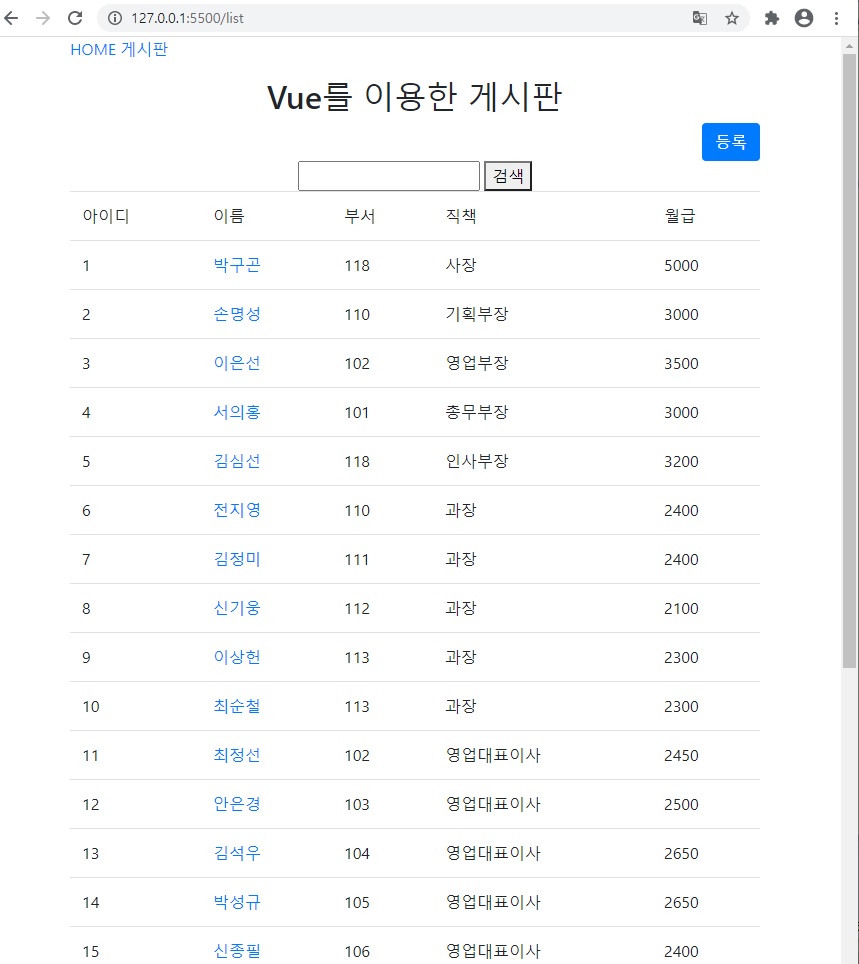 127.0.0.1:5500/list
HOME 게시판
Vue를 이용한 게시판
등록
검색
아이디 이름 부서 직책 월급
1 박구곤 118 사장 5000
2 손명성 110 기획부장 3000
3 이은선 102 영업부장 3500
4 서의홍 101 총무부장 3000
5 김심선 118 인사부장 3200
6 전지영 110 과장 2400
7 김정미 111 과장 2400
8 신기웅 112 과장 2100
9 이상헌 113 과장 2300
10 최순철 113 과장 2300
11 최정선 102 영업대표이사 2450
12 안은경 103 영업대표이사 2500
13 김석우 104 영업대표이사 2650
14 박성규 105 영업대표이사 2650
15 신종필 106 영업대표이사 2400